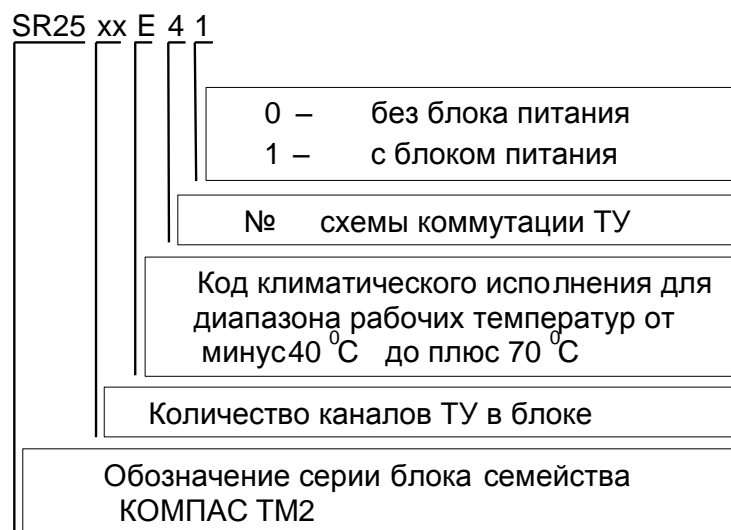 SR25 xx E 4 1
0 – без блока питания
1 – с блоком питания
№ схемы коммутации ТУ
Код климатического исполнения для
диапазона рабочих температур от
минус 40 ⁰C до плюс 70 ⁰C
Количество каналов ТУ в блоке
Обозначение серии блока семейства
КОМПАС ТМ2